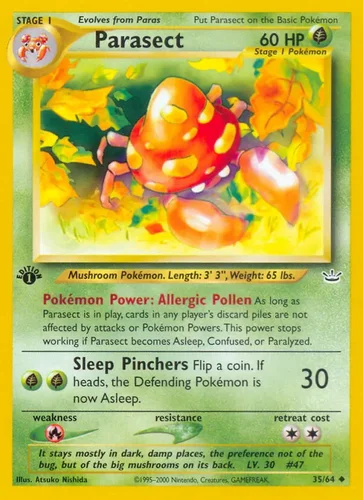 STAGE 1 Evolves from Paras Put Parasect on the Basic Pokémon
Parasect 60 HP
Stage 1 Pokémon
EDITION
1
Mushroom Pokémon. Length: 3' 3", Weight: 65 lbs.
Pokémon Power: Allergic Pollen As long as
Parasect is in play, cards in any player's discard piles are not
affected by attacks or Pokémon Powers. This power stops
working if Parasect becomes Asleep, Confused, or Paralyzed.
Sleep Pinchers Flip a coin. If
heads, the Defending Pokémon is
now Asleep.
30
weakness resistance retreat cost
It stays mostly in dark, damp places, the preference not of the
bug, but of the big mushrooms on its back. LV. 30 #47
Illus. Atsuko Nishida ©1995-2000 Nintendo, Creatures, GAMEFREAK. 35/64